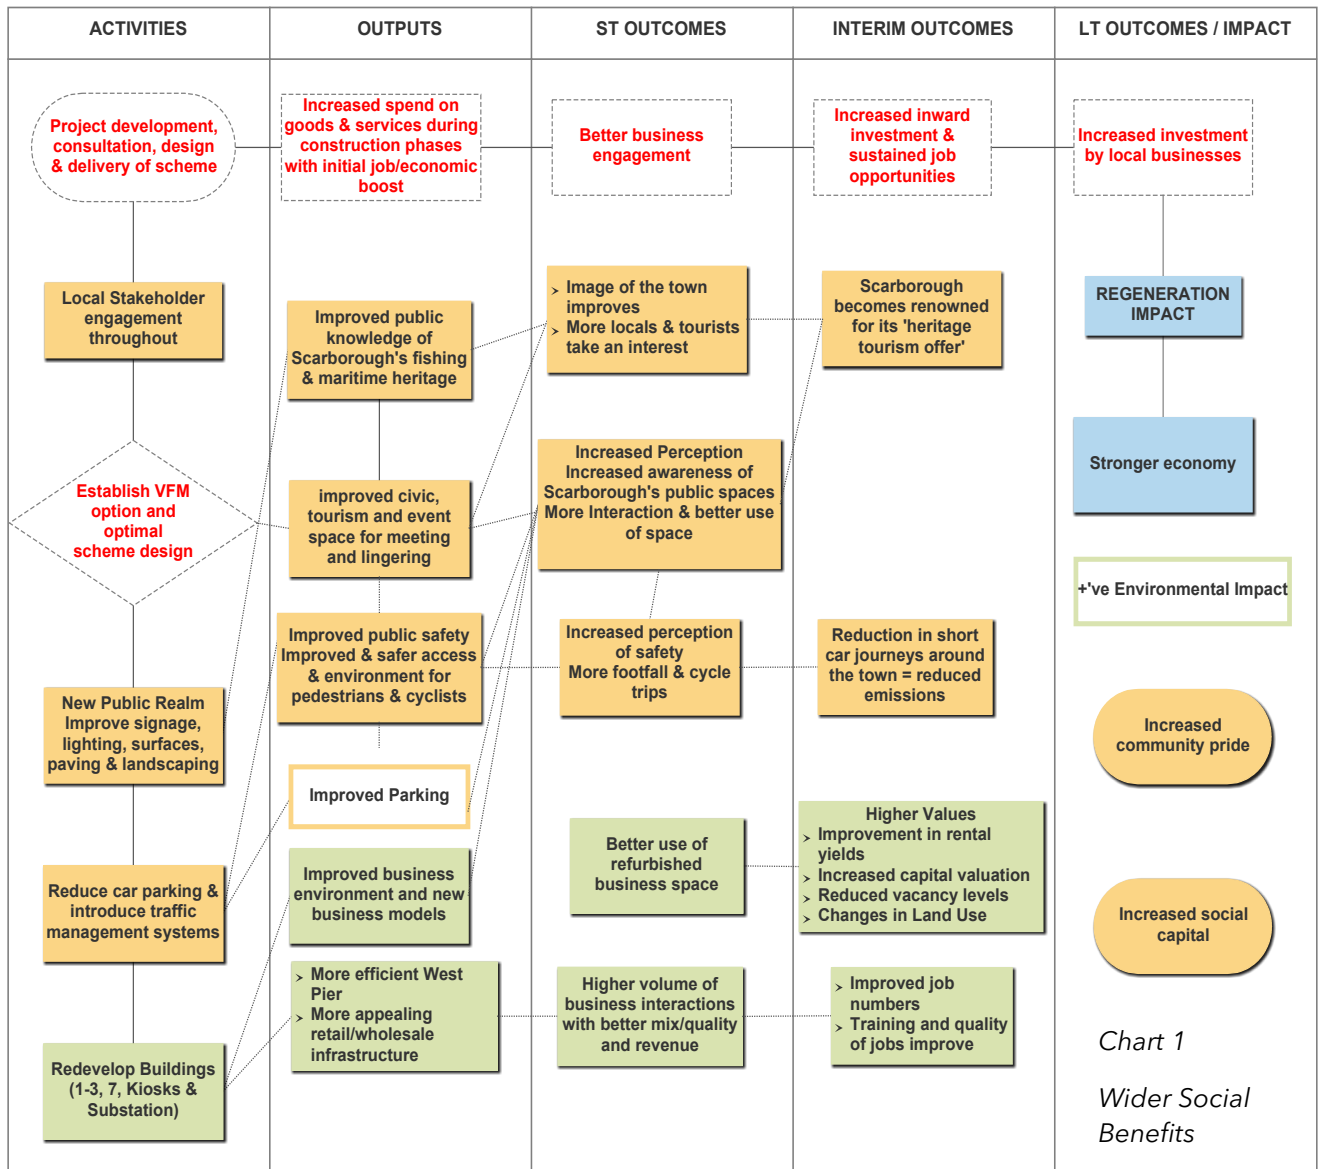 ACTIVITIES
OUTPUTS
ST OUTCOMES
INTERIM OUTCOMES
LT OUTCOMES / IMPACT
Project development,
consultation, design
& delivery of scheme
Increased spend on
goods & services during
construction phases
with initial job/economic
boost
Better business
engagement
Increased inward
investment &
sustained job
opportunities
Increased investment
by local businesses
Local Stakeholder
engagement
throughout
Improved public
knowledge of
Scarborough's fishing
& maritime heritage
➢ Image of the town
improves
➢ More locals & tourists
take an interest
Scarborough
becomes renowned
for its 'heritage
tourism offer'
REGENERATION
IMPACT
Establish VFM
option and
optimal
scheme design
improved civic,
tourism and event
space for meeting
and lingering
Increased Perception
Increased awareness of
Scarborough's public spaces
More Interaction & better use
of space
Stronger economy
+'ve Environmental Impact
New Public Realm
Improve signage,
lighting, surfaces,
paving & landscaping
Improved public safety
Improved & safer access
& environment for
pedestrians & cyclists
Increased perception
of safety
More footfall & cycle
trips
Reduction in short
car journeys around
the town = reduced
emissions
Increased
community pride
Improved Parking
Reduce car parking &
introduce traffic
management systems
Improved business
environment and new
business models
Better use of
refurbished
business space
Higher Values
➢ Improvement in rental
yields
➢ Increased capital valuation
➢ Reduced vacancy levels
➢ Changes in Land Use
Increased social
capital
Redevelop Buildings
(1-3, 7, Kiosks &
Substation)
➢ More efficient West
Pier
➢ More appealing
retail/wholesale
infrastructure
Higher volume of
business interactions
with better mix/quality
and revenue
➢ Improved job
numbers
➢ Training and quality
of jobs improve
Chart 1
Wider Social
Benefits